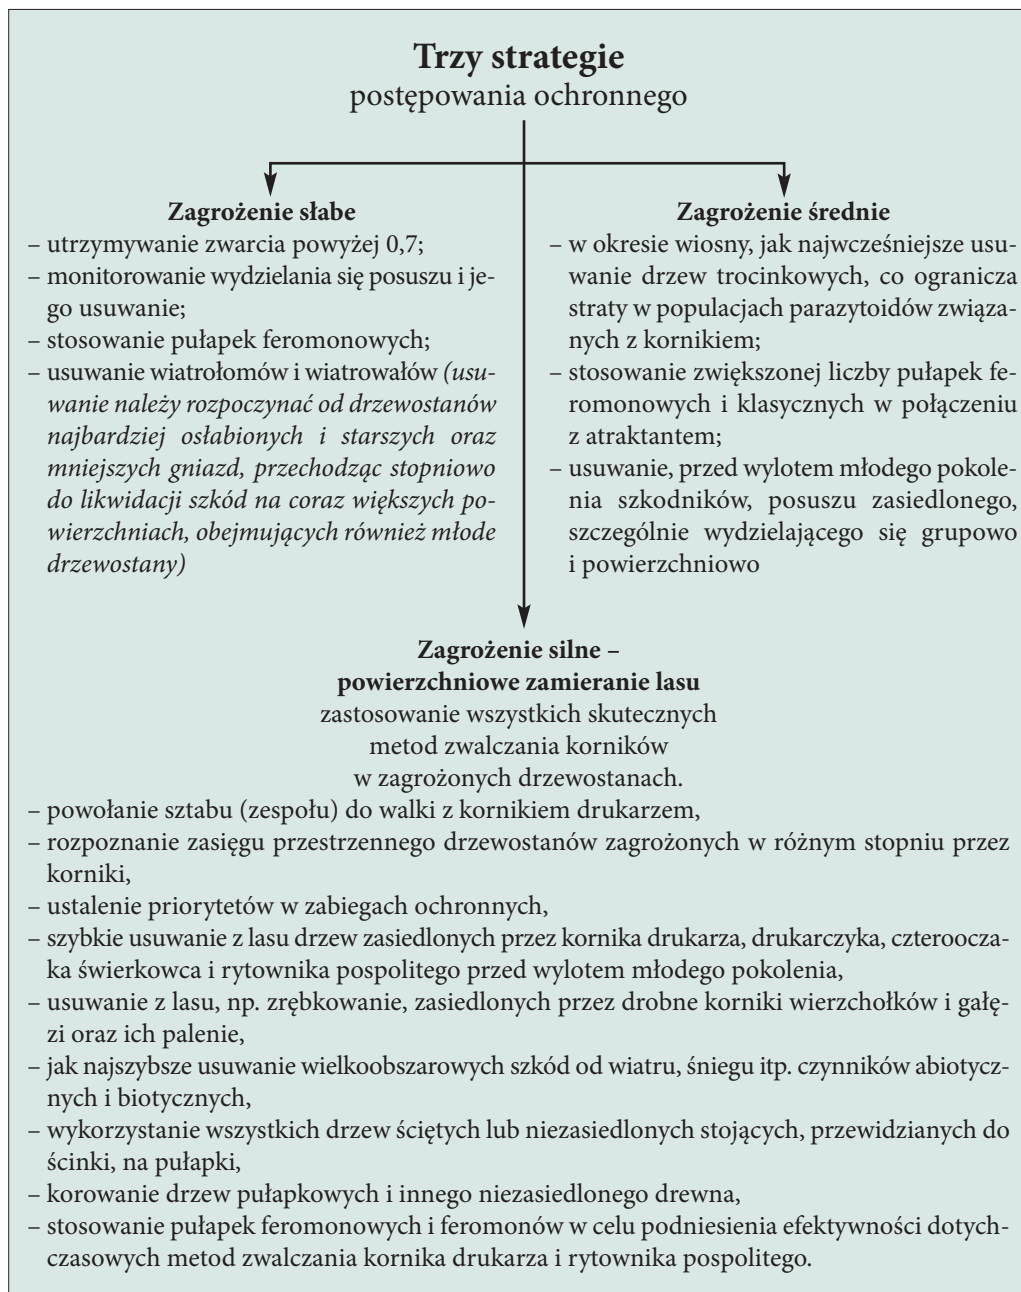 Trzy strategie
postępowania ochronnego
Zagrożenie słabe
– utrzymywanie zwarcia powyżej 0,7;
– monitorowanie wydzielania się posuszu i je-
go usuwanie;
– stosowanie pułapek feromonowych;
– usuwanie wiatrołomów i wiatrowałów (usu-
wanie należy rozpoczynać od drzewostanów
najbardziej osłabionych i starszych oraz
mniejszych gniazd, przechodząc stopniowo
do likwidacji szkód na coraz większych po-
wierzchniach, obejmujących również młode
drzewostany)
Zagrożenie średnie
– w okresie wiosny, jak najwcześniejsze usu-
wanie drzew trocinkowych, co ogranicza
straty w populacjach parazytoidów związa-
nych z kornikiem;
– stosowanie zwiększonej liczby pułapek fe-
romonowych i klasycznych w połączeniu
z atraktantem;
– usuwanie, przed wylotem młodego pokole-
nia szkodników, posuszu zasiedlonego,
szczególnie wydzielającego się grupowo
i powierzchniowo
Zagrożenie silne –
powierzchniowe zamieranie lasu
zastosowanie wszystkich skutecznych
metod zwalczania korników
w zagrożonych drzewostanach.
– powołanie sztabu (zespołu) do walki z kornikiem drukarzem,
– rozpoznanie zasięgu przestrzennego drzewostanów zagrożonych w różnym stopniu przez
korniki,
– ustalenie priorytetów w zabiegach ochronnych,
– szybkie usuwanie z lasu drzew zasiedlonych przez kornika drukarza, drukarczyka, czteroocza-
ka świerkowca i rytownika pospolitego przed wylotem młodego pokolenia,
– usuwanie z lasu, np. zrębkowanie, zasiedlonych przez drobne korniki wierzchołków i gałę-
zi oraz ich palenie,
– jak najszybsze usuwanie wielkoobszarowych szkód od wiatru, śniegu itp. czynników abiotycz-
nych i biotycznych,
– wykorzystanie wszystkich drzew ściętych lub niezasiedlonych stojących, przewidzianych do
ścinki, na pułapki,
– korowanie drzew pułapkowych i innego niezasiedlonego drewna,
– stosowanie pułapek feromonowych i feromonów w celu podniesienia efektywności dotych-
czasowych metod zwalczania kornika drukarza i rytownika pospolitego.